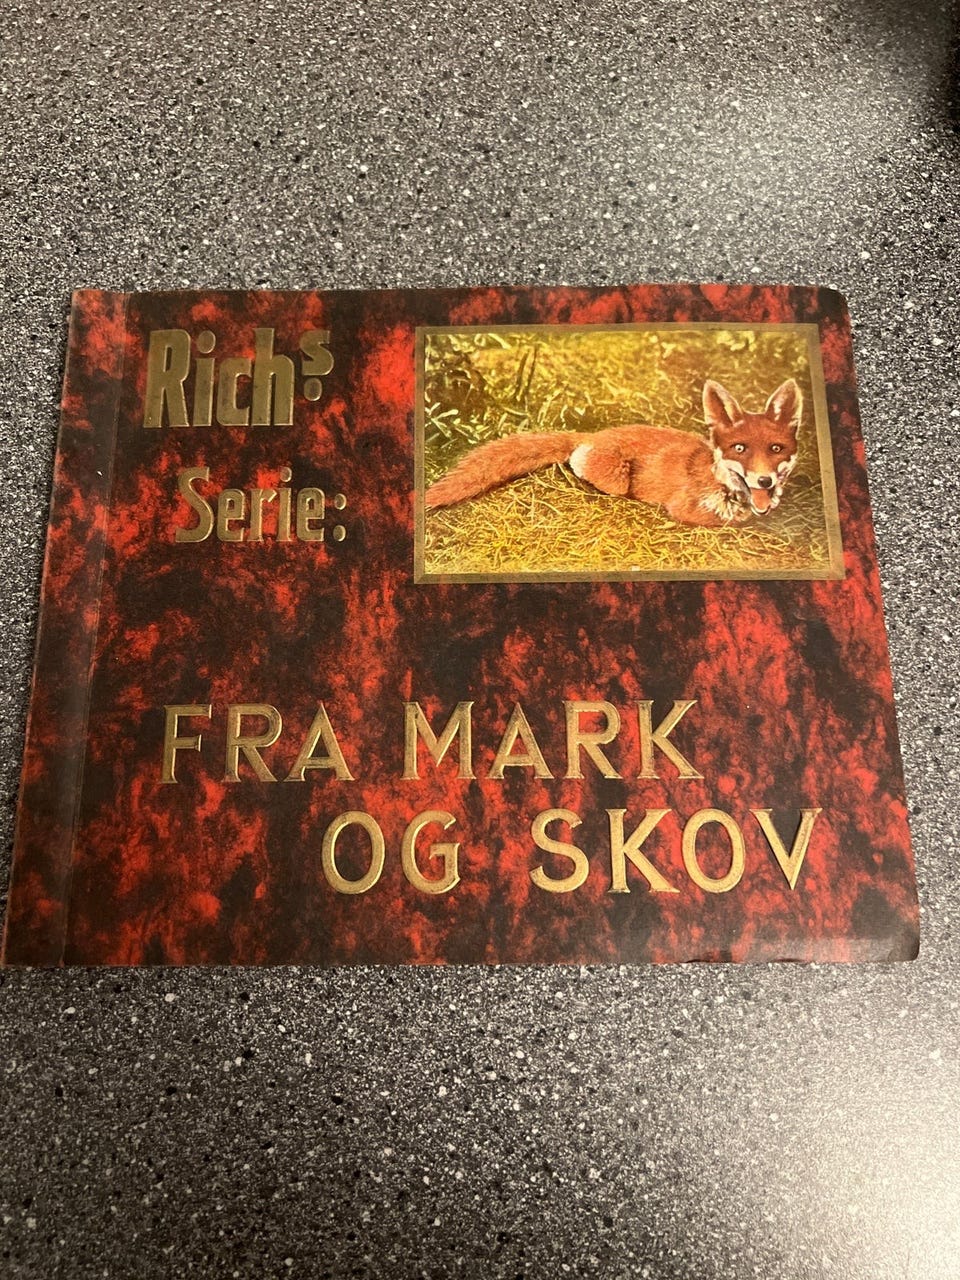 Rich's
Serie:
FRA MARK
OG SKOV